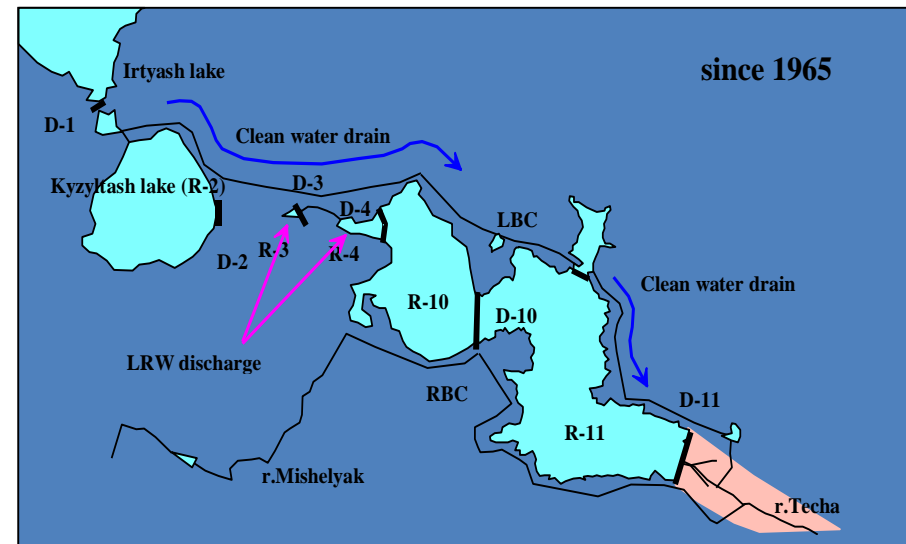 Irtyash lake
since 1965
D-1
Clean water drain
Kyzyltash lake (R-2)
D-3
D-4
LBC
D-2
R-3
R-4
Clean water drain
R-10
D-10
LRW discharge
RBC
D-11
R-11
r.Mishelyak
r.Techa